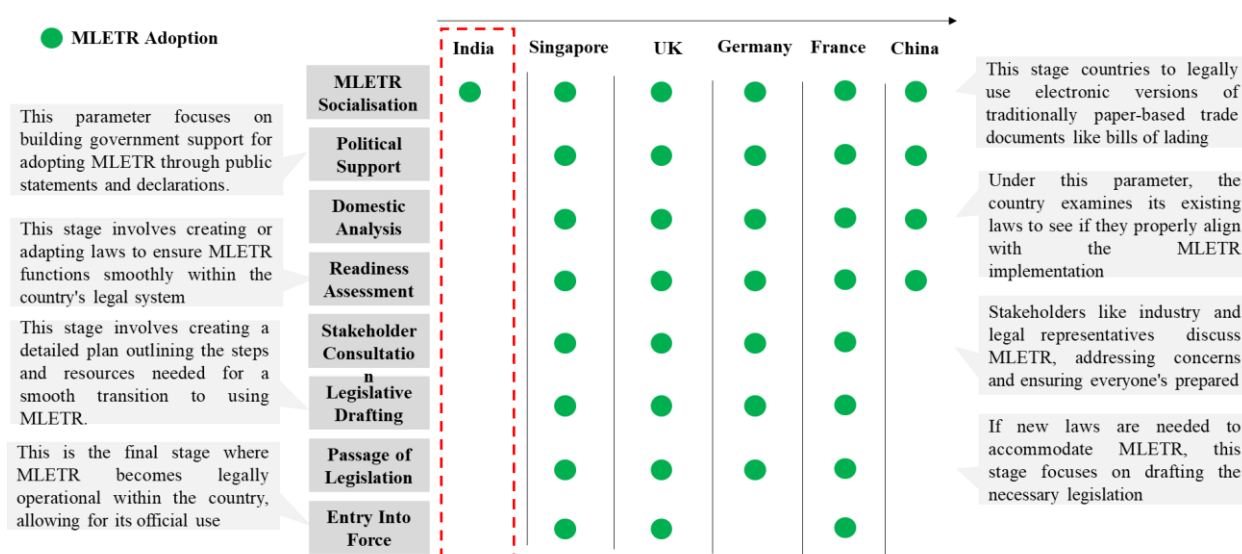 MLETR Adoption
India
Singapore
UK
Germany
France
China
MLETR
Socialisation
Political
Support
Domestic
Analysis
Readiness
Assessment
Stakeholder
Consultatio
n
Legislative
Drafting
Passage of
Legislation
Entry Into
Force
This parameter focuses on
building government support for
adopting MLETR through public
statements and declarations.
This stage involves creating or
adapting laws to ensure MLETR
functions smoothly within the
country's legal system
This stage involves creating a
detailed plan outlining the steps
and resources needed for a
smooth transition to using
MLETR.
This is the final stage where
MLETR becomes legally
operational within the country,
allowing for its official use
This stage countries to legally
use electronic versions of
traditionally paper-based trade
documents like bills of lading
Under this parameter, the
country examines its existing
laws to see if they properly align
with the MLETR
implementation
Stakeholders like industry and
legal representatives discuss
MLETR, addressing concerns
and ensuring everyone's prepared
If new laws are needed to
accommodate MLETR, this
stage focuses on drafting the
necessary legislation